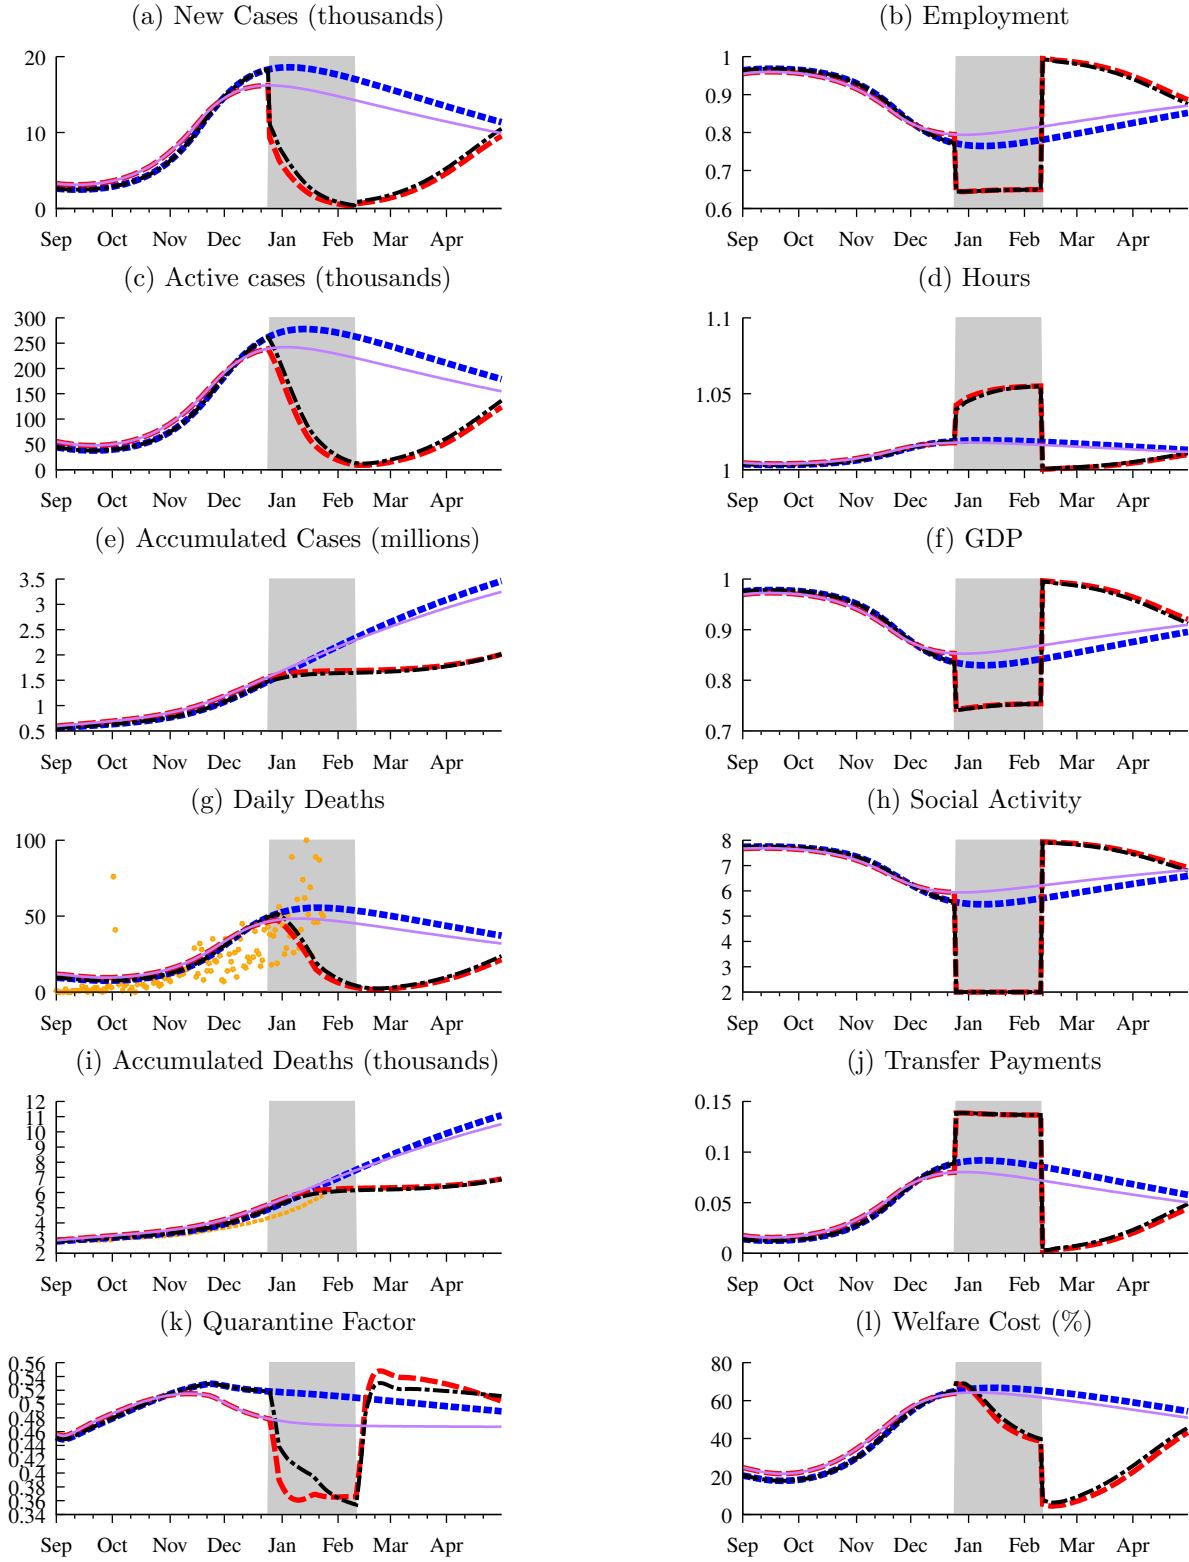 (a) New Cases (thousands)
20
10
0
Sep Oct Nov Dec Jan Feb Mar Apr
(b) Employment
1
0.9
0.8
0.7
0.6
Sep Oct Nov Dec Jan Feb Mar Apr
(c) Active cases (thousands)
300
250
200
150
100
50
0
Sep Oct Nov Dec Jan Feb Mar Apr
(d) Hours
1.1
1.05
1
Sep Oct Nov Dec Jan Feb Mar Apr
(e) Accumulated Cases (millions)
3.5
3
2.5
2
1.5
1
0.5
Sep Oct Nov Dec Jan Feb Mar Apr
(f) GDP
1
0.9
0.8
0.7
Sep Oct Nov Dec Jan Feb Mar Apr
(g) Daily Deaths
100
50
0
Sep Oct Nov Dec Jan Feb Mar Apr
(h) Social Activity
8
7
6
5
4
3
2
Sep Oct Nov Dec Jan Feb Mar Apr
(i) Accumulated Deaths (thousands)
12
11
10
9
8
7
6
5
4
3
2
Sep Oct Nov Dec Jan Feb Mar Apr
(j) Transfer Payments
0.15
0.1
0.05
0
Sep Oct Nov Dec Jan Feb Mar Apr
(k) Quarantine Factor
0.56
0.54
0.52
0.5
0.48
0.46
0.44
0.42
0.4
0.38
0.36
0.34
Sep Oct Nov Dec Jan Feb Mar Apr
(l) Welfare Cost (%)
80
60
40
20
0
Sep Oct Nov Dec Jan Feb Mar Apr